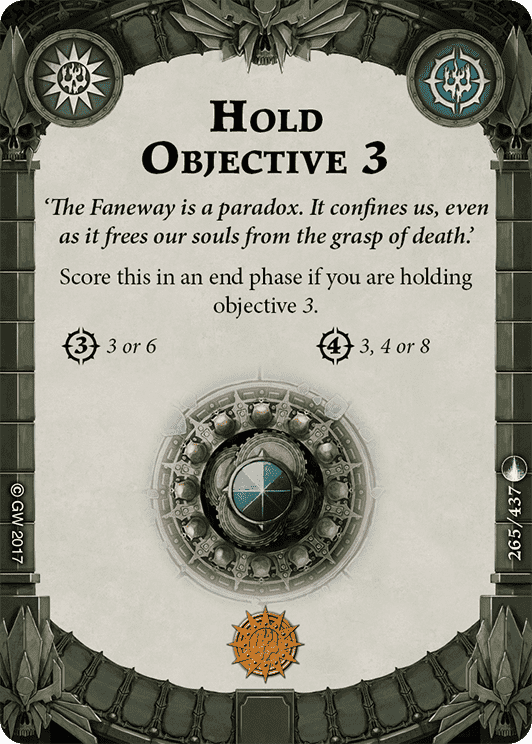 HOLD
OBJECTIVE 3
‘The Faneway is a paradox. It confines us, even
as it frees our souls from the grasp of death.’
Score this in an end phase if you are holding
objective 3.
3 3 or 6
4 3, 4 or 8
© GW 2017
265/437